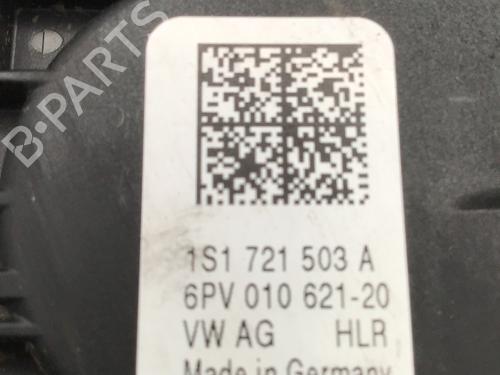 B-PARTS
1S1 721 503 A
6PV 010 621-20
VW AG HLR
Made in Germany